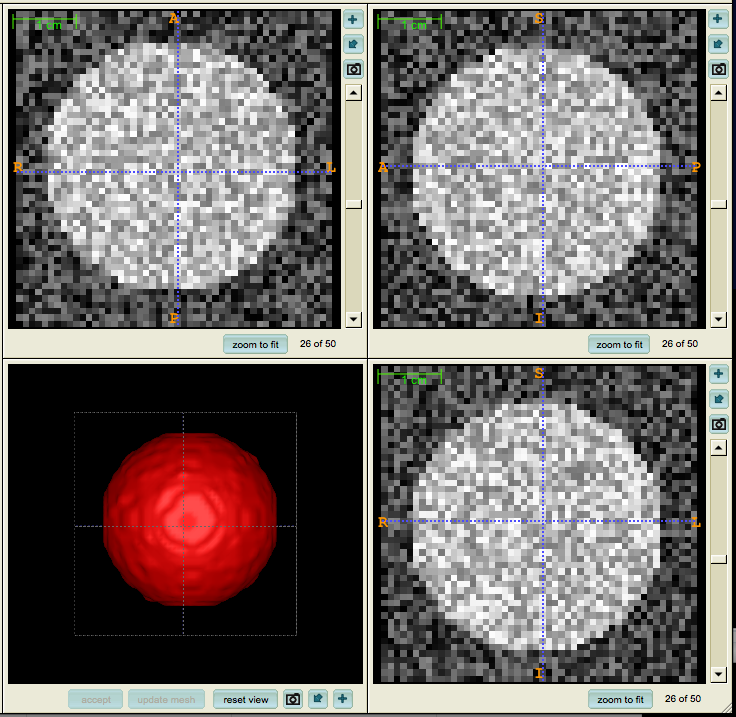 1 cm
A
R
L
P
zoom to fit
26 of 50
1 cm
S
A
P
I
zoom to fit
26 of 50
accept
update mesh
reset view
1 cm
S
R
L
I
zoom to fit
26 of 50